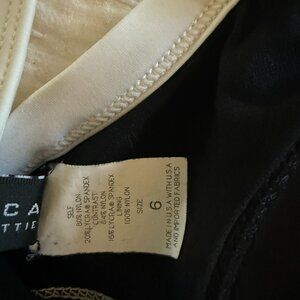 CA
TTIE
SELF
80% NYLON
20% LYCRA® SPANDEX
CONTRAST
84% NYLON
16% LYCRA® SPANDEX
LINING
100% NYLON
SIZE
6
MADE IN U.S.A WITH U.S.A
AND IMPORTED FABRICS